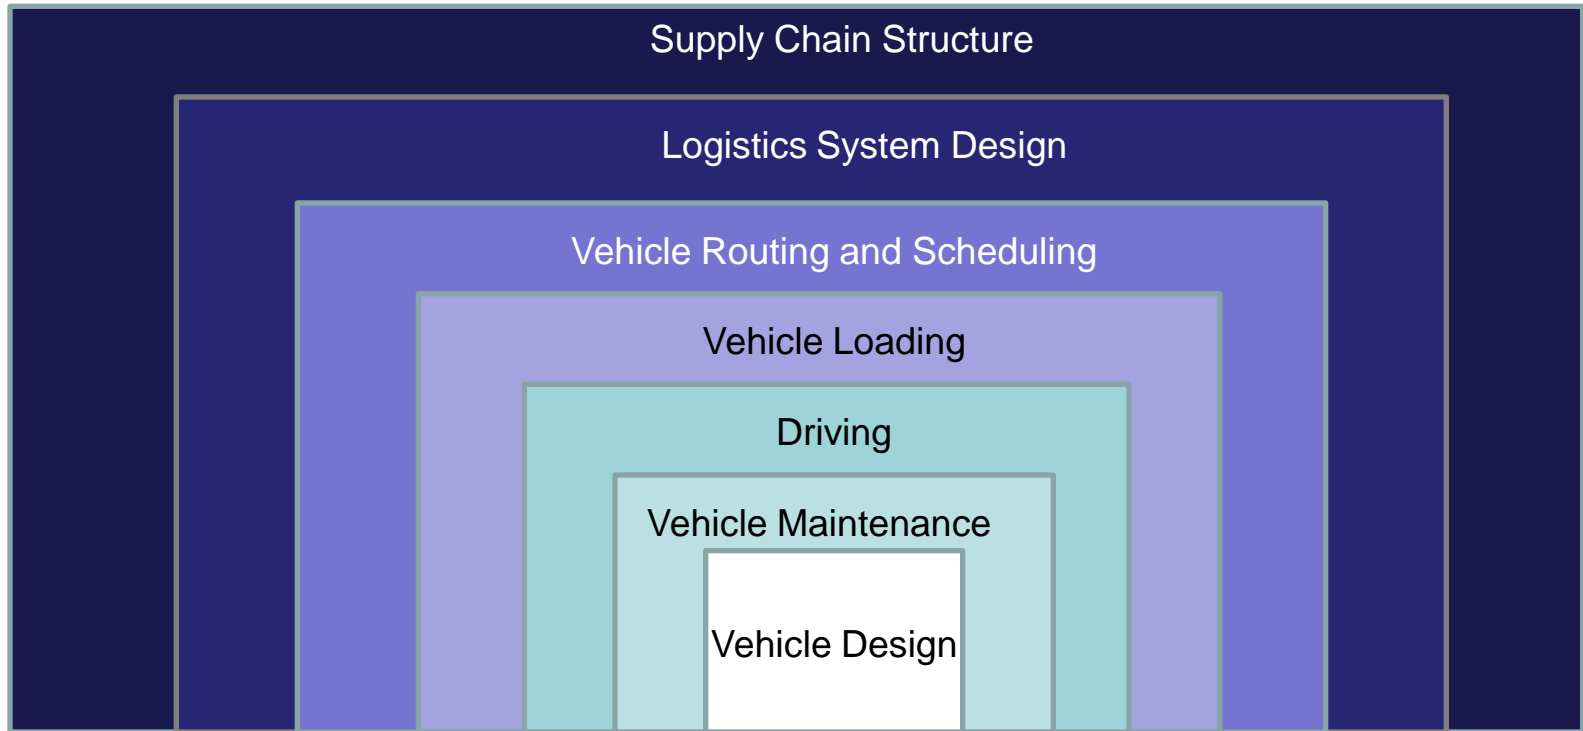 Supply Chain Structure
Logistics System Design
Vehicle Routing and Scheduling
Vehicle Loading
Driving
Vehicle Maintenance
Vehicle Design